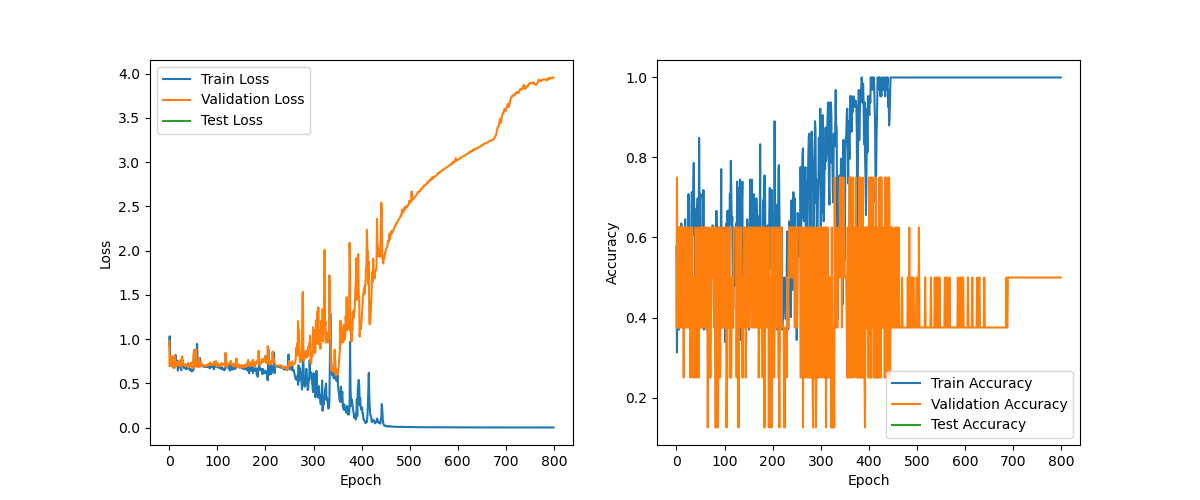 Train Loss
Validation Loss
Test Loss
4.0
3.5
3.0
2.5
2.0
1.5
1.0
0.5
0.0
Loss
0 100 200 300 400 500 600 700 800
Epoch
1.0
0.8
0.6
0.4
0.2
Accuracy
Train Accuracy
Validation Accuracy
Test Accuracy
0 100 200 300 400 500 600 700 800
Epoch